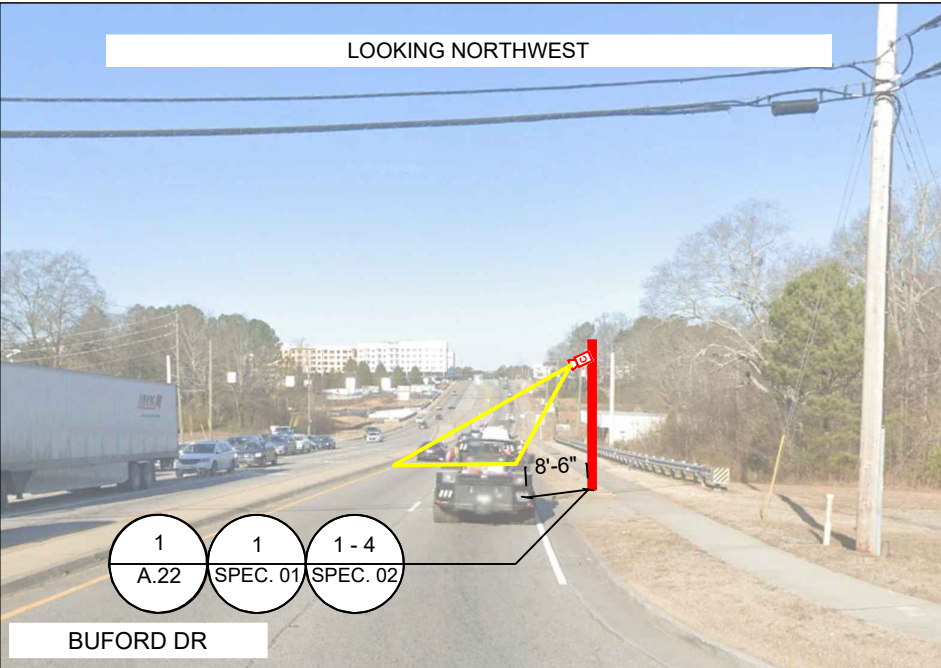 LOOKING NORTHWEST
8'-6"
1
A.22
1
SPEC. 01
1 - 4
SPEC. 02
BUFORD DR